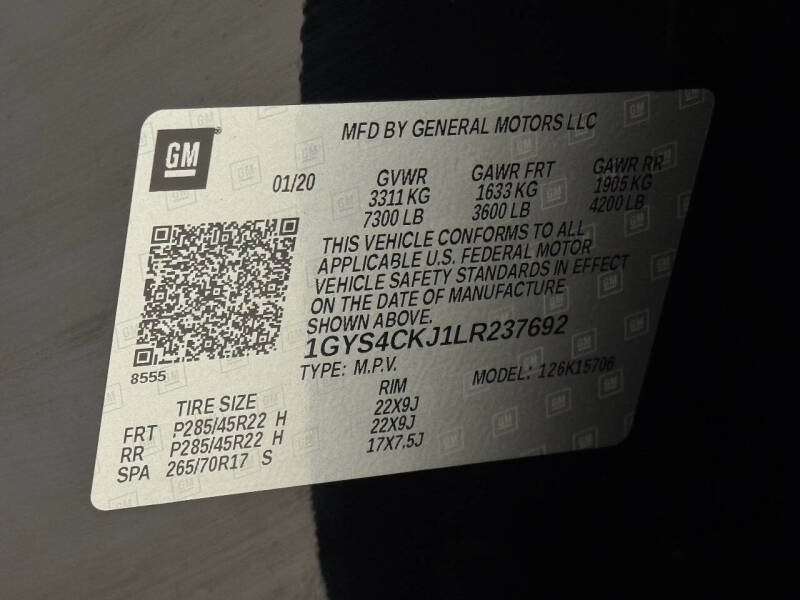 GM
MFD BY GENERAL MOTORS LLC
01/20
GVWR GAWR FRT GAWR RR
3311 KG 1633 KG 1905 KG
7300 LB 3600 LB 4200 LB
THIS VEHICLE CONFORMS TO ALL
APPLICABLE U.S. FEDERAL MOTOR
VEHICLE SAFETY STANDARDS IN EFFECT
ON THE DATE OF MANUFACTURE
SHOWN ABOVE.
1GYS4CKJ1LR237692
8555
TYPE: M.P.V. MODEL: 126K15706
TIRE SIZE RIM
FRT P285/45R22 H 22X9J
RR P285/45R22 H 22X9J
SPA 265/70R17 S 17X7.5J